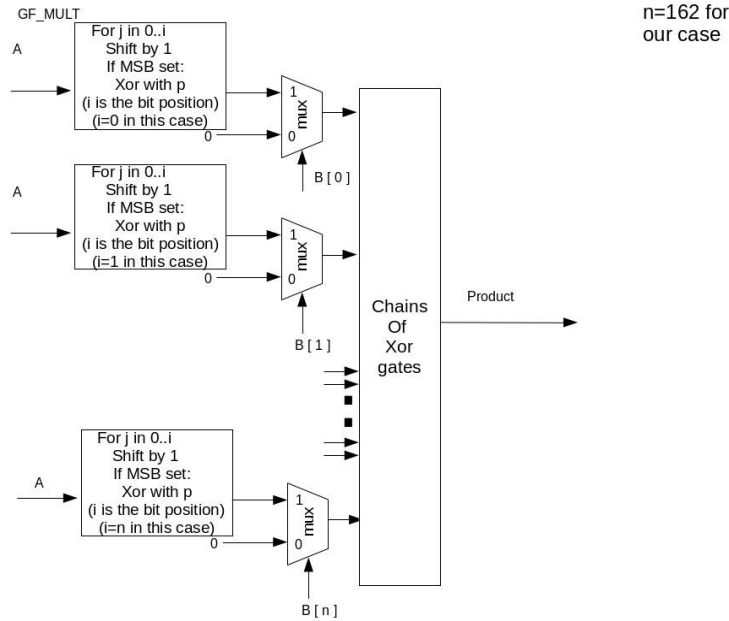 GF_MULT
n=162 for
our case
A
For j in 0..i
Shift by 1
If MSB set:
Xor with p
(i is the bit position)
(i=0 in this case)
1
mux
0
0
B [ 0 ]
A
For j in 0..i
Shift by 1
If MSB set:
Xor with p
(i is the bit position)
(i=1 in this case)
1
mux
0
0
B [ 1 ]
Chains
Of
Xor
gates
Product
A
For j in 0..i
Shift by 1
If MSB set:
Xor with p
(i is the bit position)
(i=n in this case)
1
mux
0
0
B [ n ]